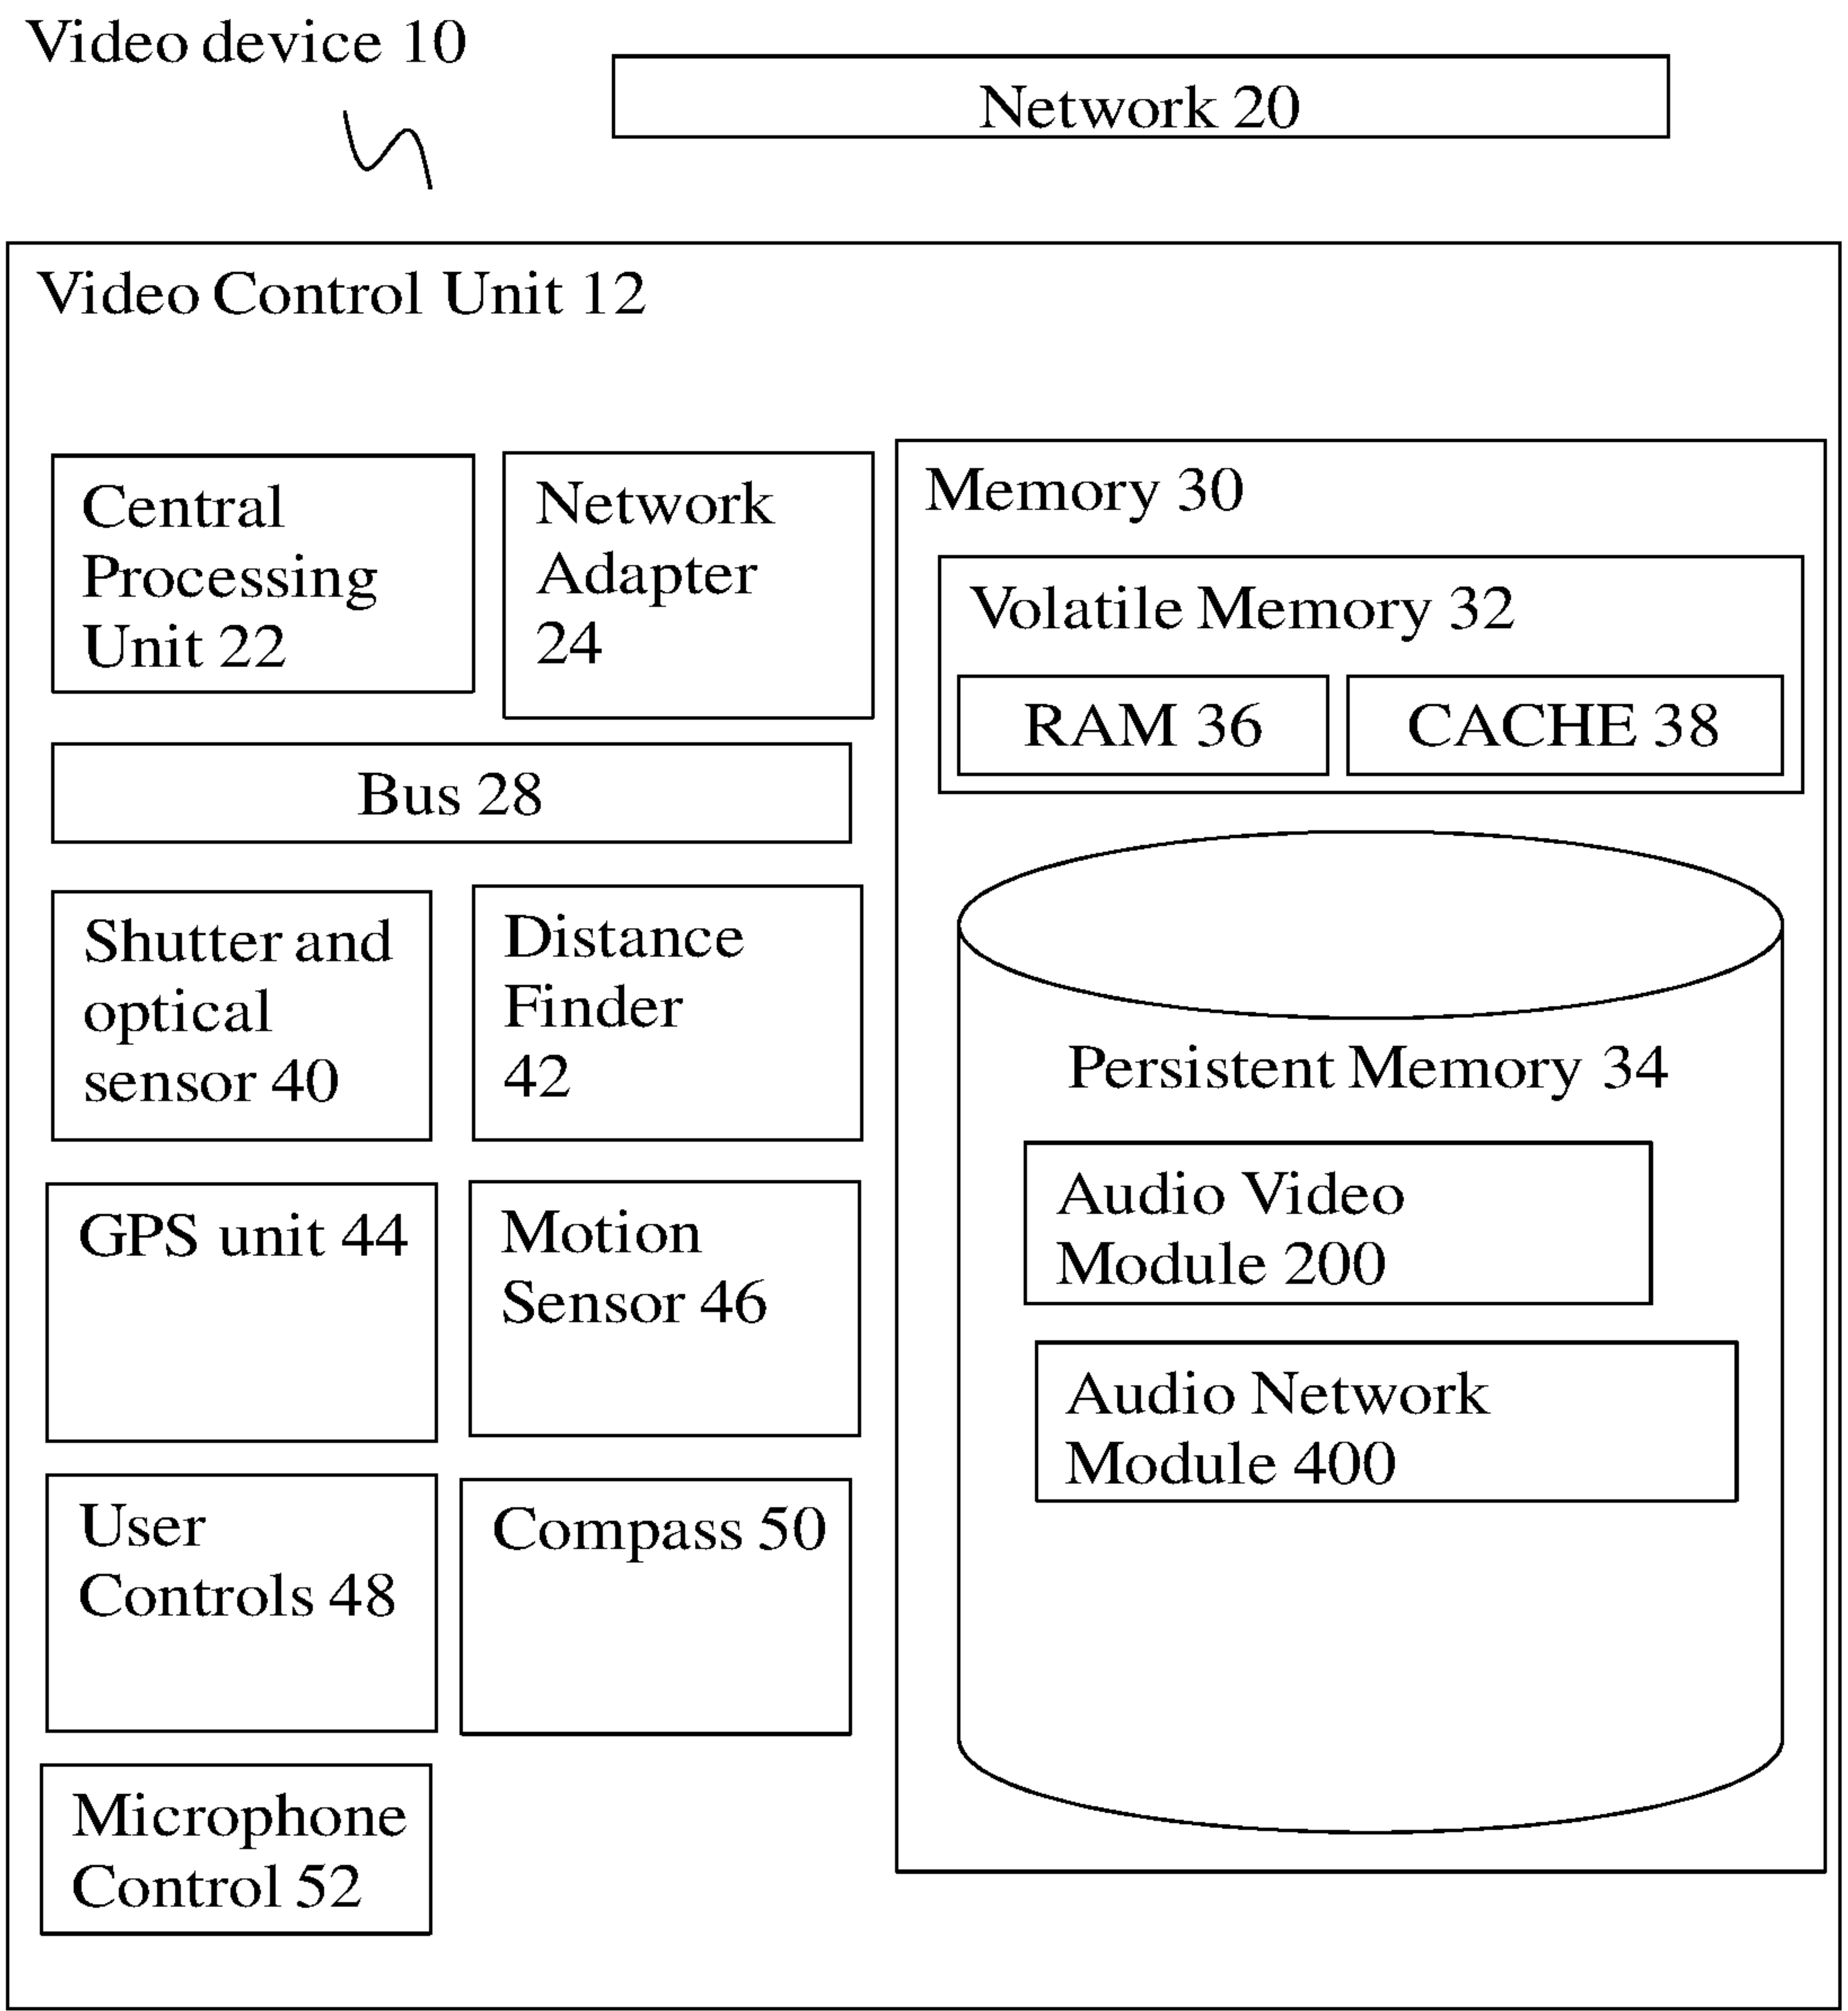 Video device 10
Network 20
Video Control Unit 12
Central
Processing
Unit 22
Network
Adapter
24
Bus 28
Shutter and
optical
sensor 40
Distance
Finder
42
GPS unit 44
Motion
Sensor 46
User
Controls 48
Compass 50
Microphone
Control 52
Memory 30
Volatile Memory 32
RAM 36
CACHE 38
Persistent Memory 34
Audio Video
Module 200
Audio Network
Module 400